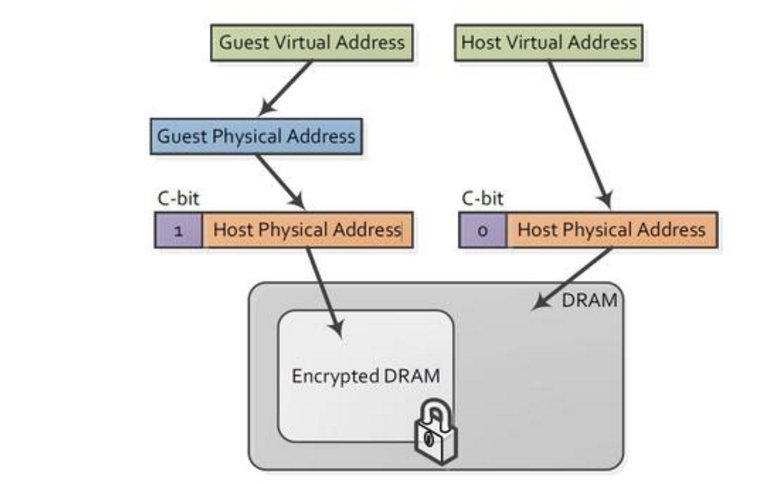 Guest Virtual Address
Host Virtual Address
Guest Physical Address
C-bit
1 Host Physical Address
C-bit
0 Host Physical Address
DRAM
Encrypted DRAM